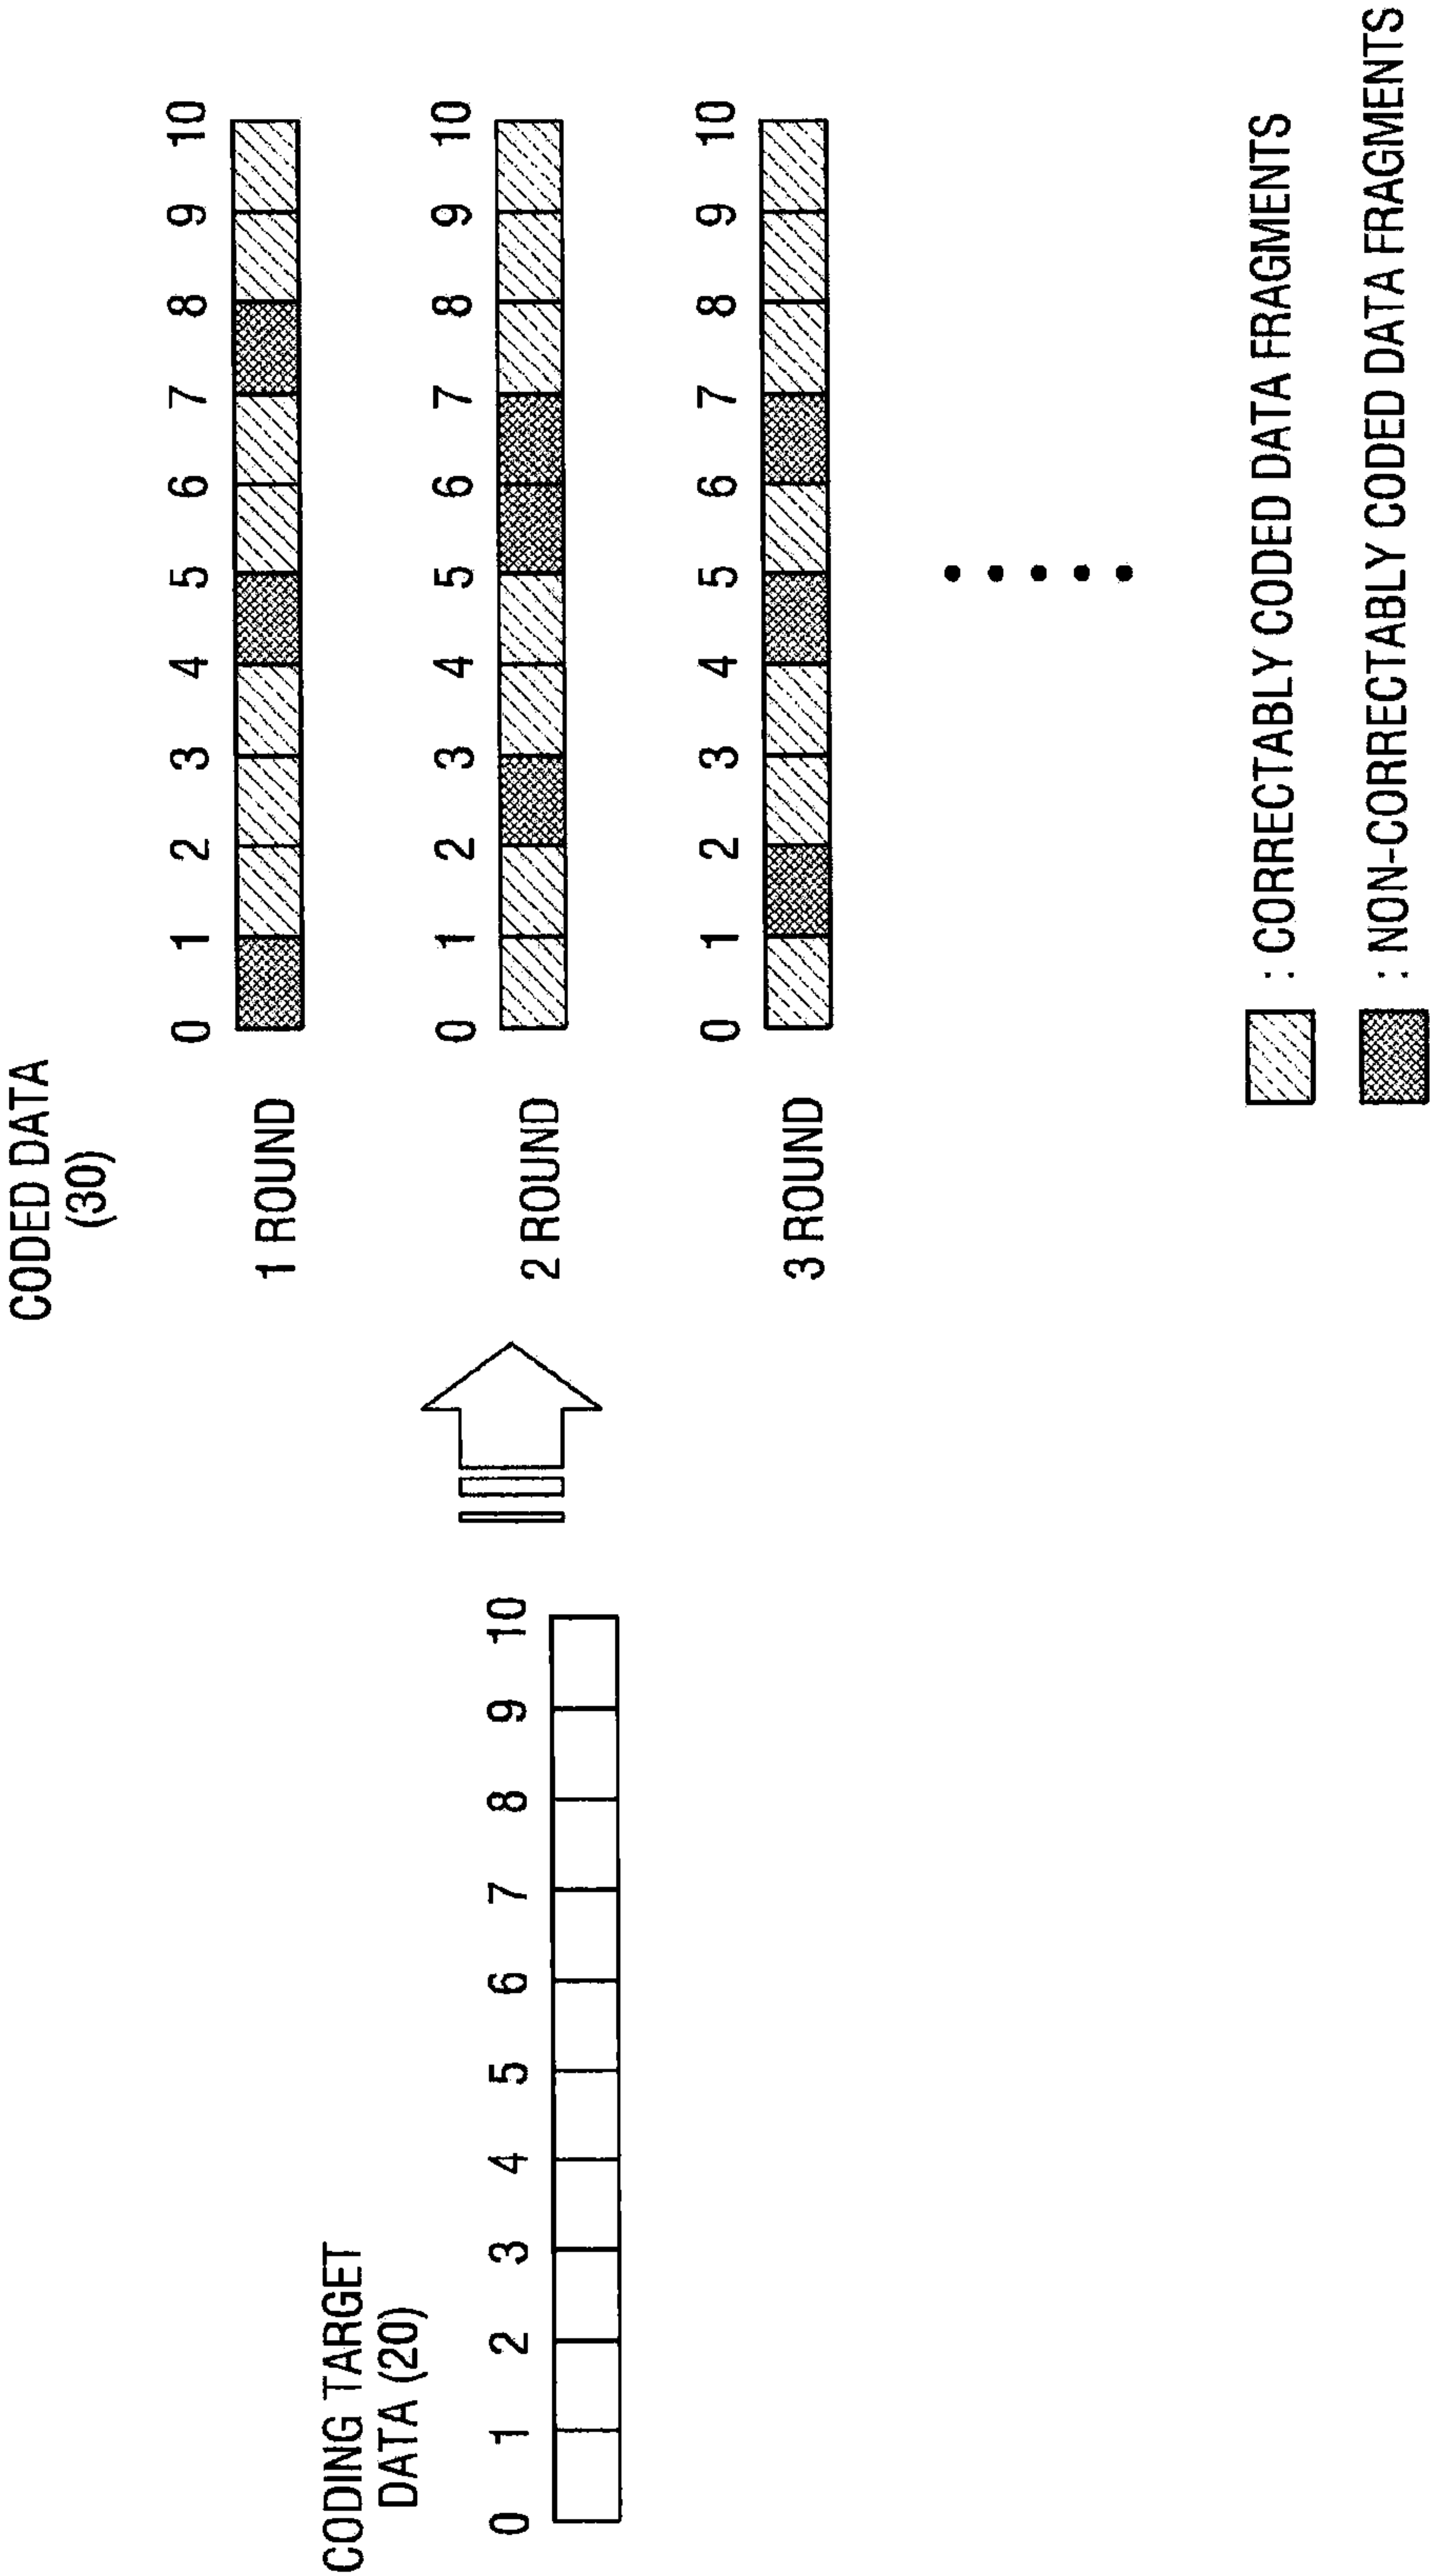 CODING TARGET
DATA (20)
0 1 2 3 4 5 6 7 8 9 10
CODED DATA
(30)
1 ROUND
0 1 2 3 4 5 6 7 8 9 10
2 ROUND
0 1 2 3 4 5 6 7 8 9 10
3 ROUND
0 1 2 3 4 5 6 7 8 9 10
: CORRECTABLY CODED DATA FRAGMENTS
: NON-CORRECTABLY CODED DATA FRAGMENTS